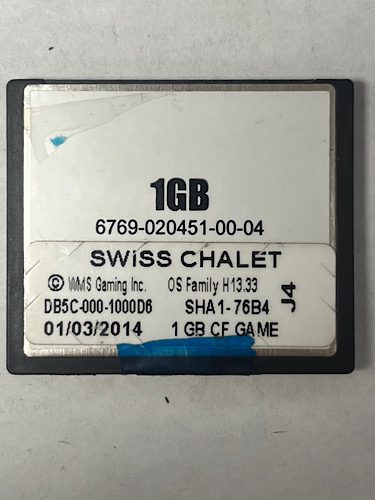 1GB
6769-020451-00-04
SWiSS CHALET
© WMS Gaming Inc. OS Family H13.33
DB5C-000-1000D6 SHA1-76B4
01/03/2014 1 GB CF GAME
J4